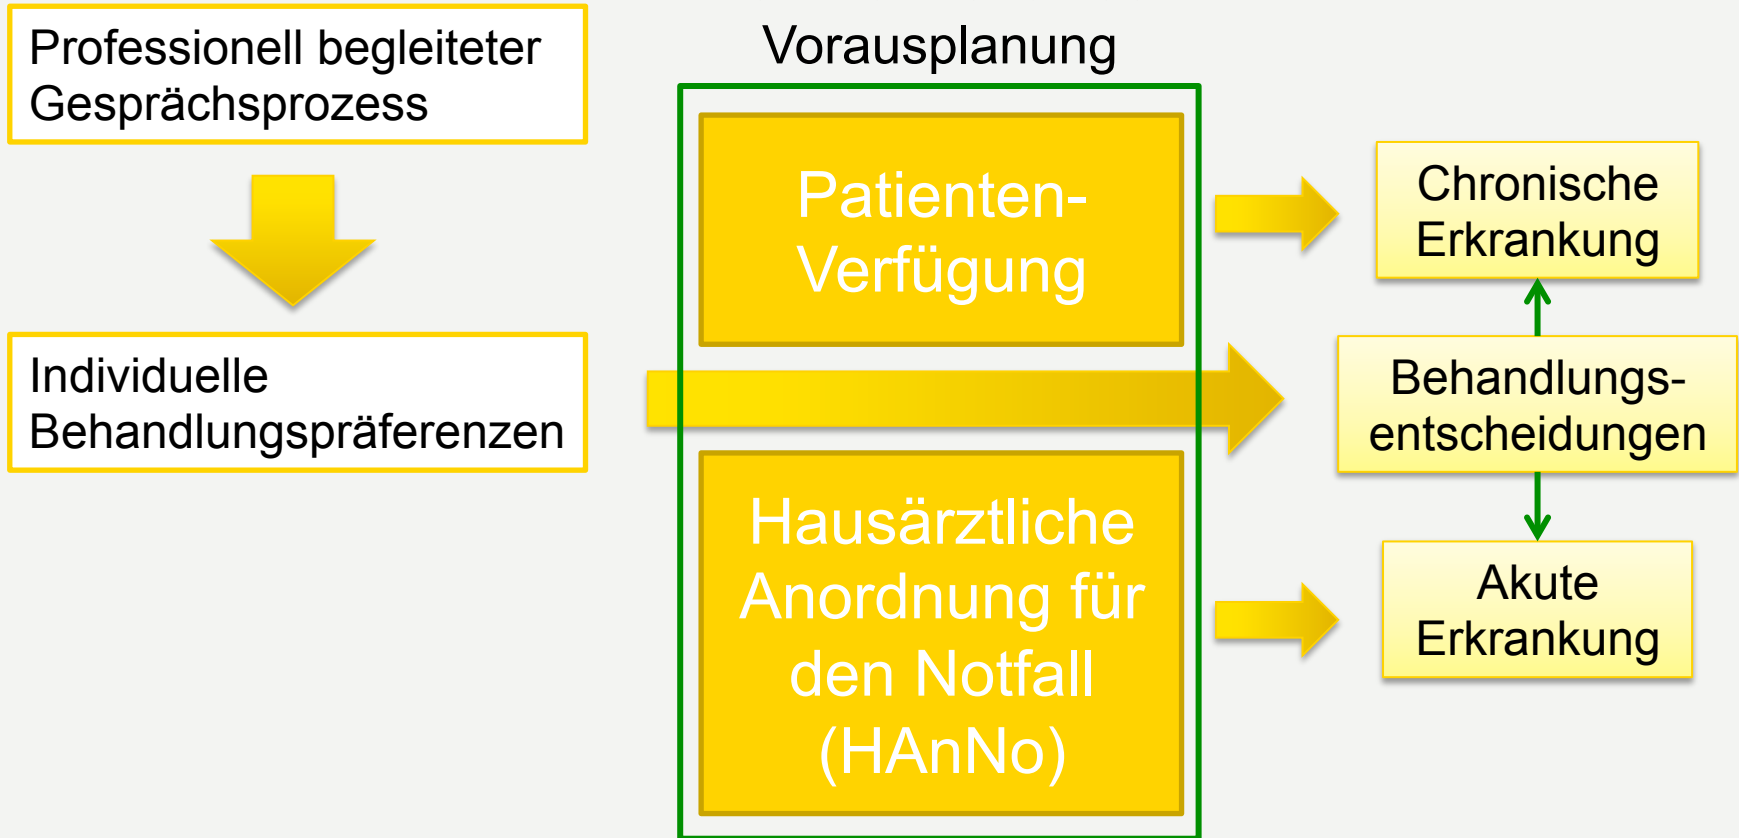 Professionell begleiteter
Gesprächsprozess
Individuelle
Behandlungspräferenzen
Vorausplanung
Patienten-
Verfügung
Hausärztliche
Anordnung für
den Notfall
(HAnNo)
Chronische
Erkrankung
Behandlungs-
entscheidungen
Akute
Erkrankung